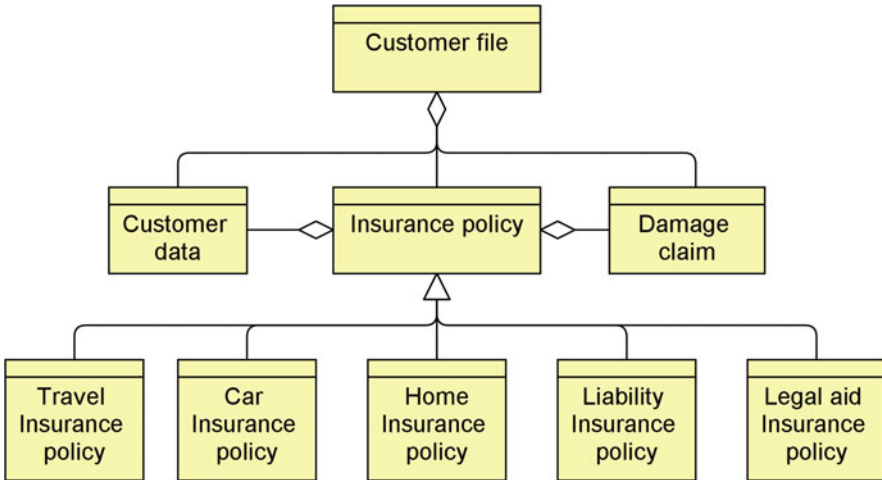 Customer file
Customer
data
Insurance policy
Damage
claim
Travel
Insurance
policy
Car
Insurance
policy
Home
Insurance
policy
Liability
Insurance
policy
Legal aid
Insurance
policy